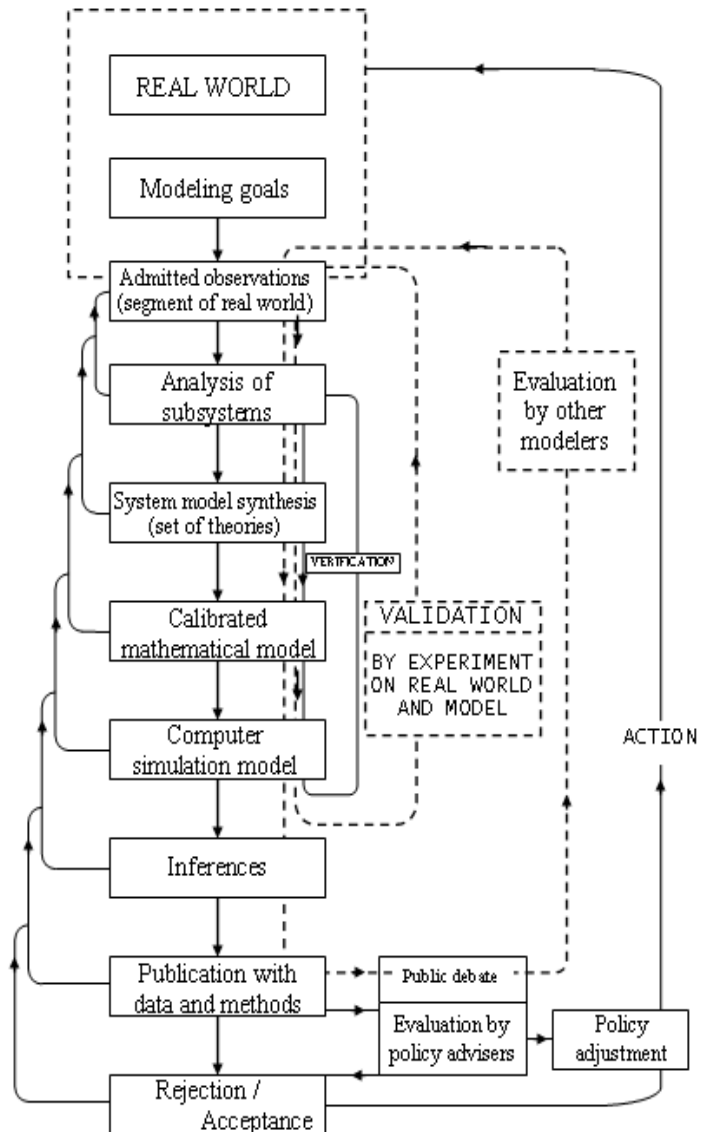 REAL WORLD
Modeling goals
Admitted observations
(segment of real world)
Analysis of
subsystems
Evaluation
by other
modelers
System model synthesis
(set of theories)
VERIFICATION
Calibrated
mathematical model
VALIDATION
BY EXPERIMENT
ON REAL WORLD
AND MODEL
Computer
simulation model
ACTION
Inferences
Publication with
data and methods
Public debate
Evaluation by
policy advisers
Policy
adjustment
Rejection /
Acceptance